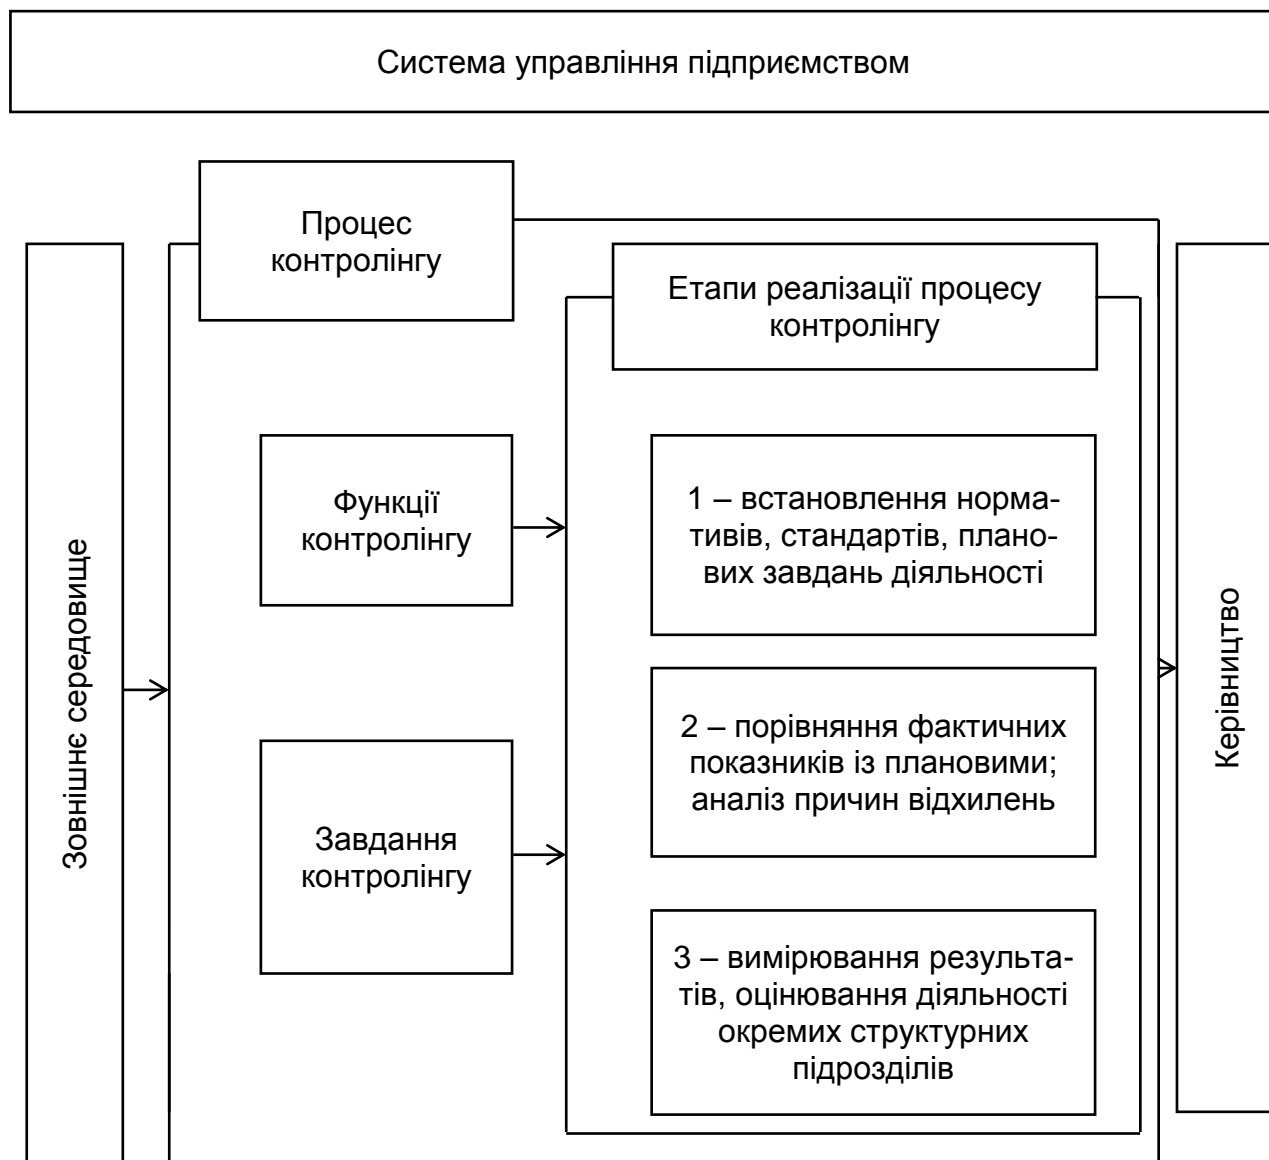 Система управління підприємством
Процес
контролінгу
Етапи реалізації процесу
контролінгу
Зовнішнє середовище
Функції
контролінгу
Завдання
контролінгу
1 – встановлення норма-
тивів, стандартів, плано-
вих завдань діяльності
2 – порівняння фактичних
показників із плановими;
аналіз причин відхилень
3 – вимірювання результа-
тів, оцінювання діяльності
окремих структурних
підрозділів
Керівництво